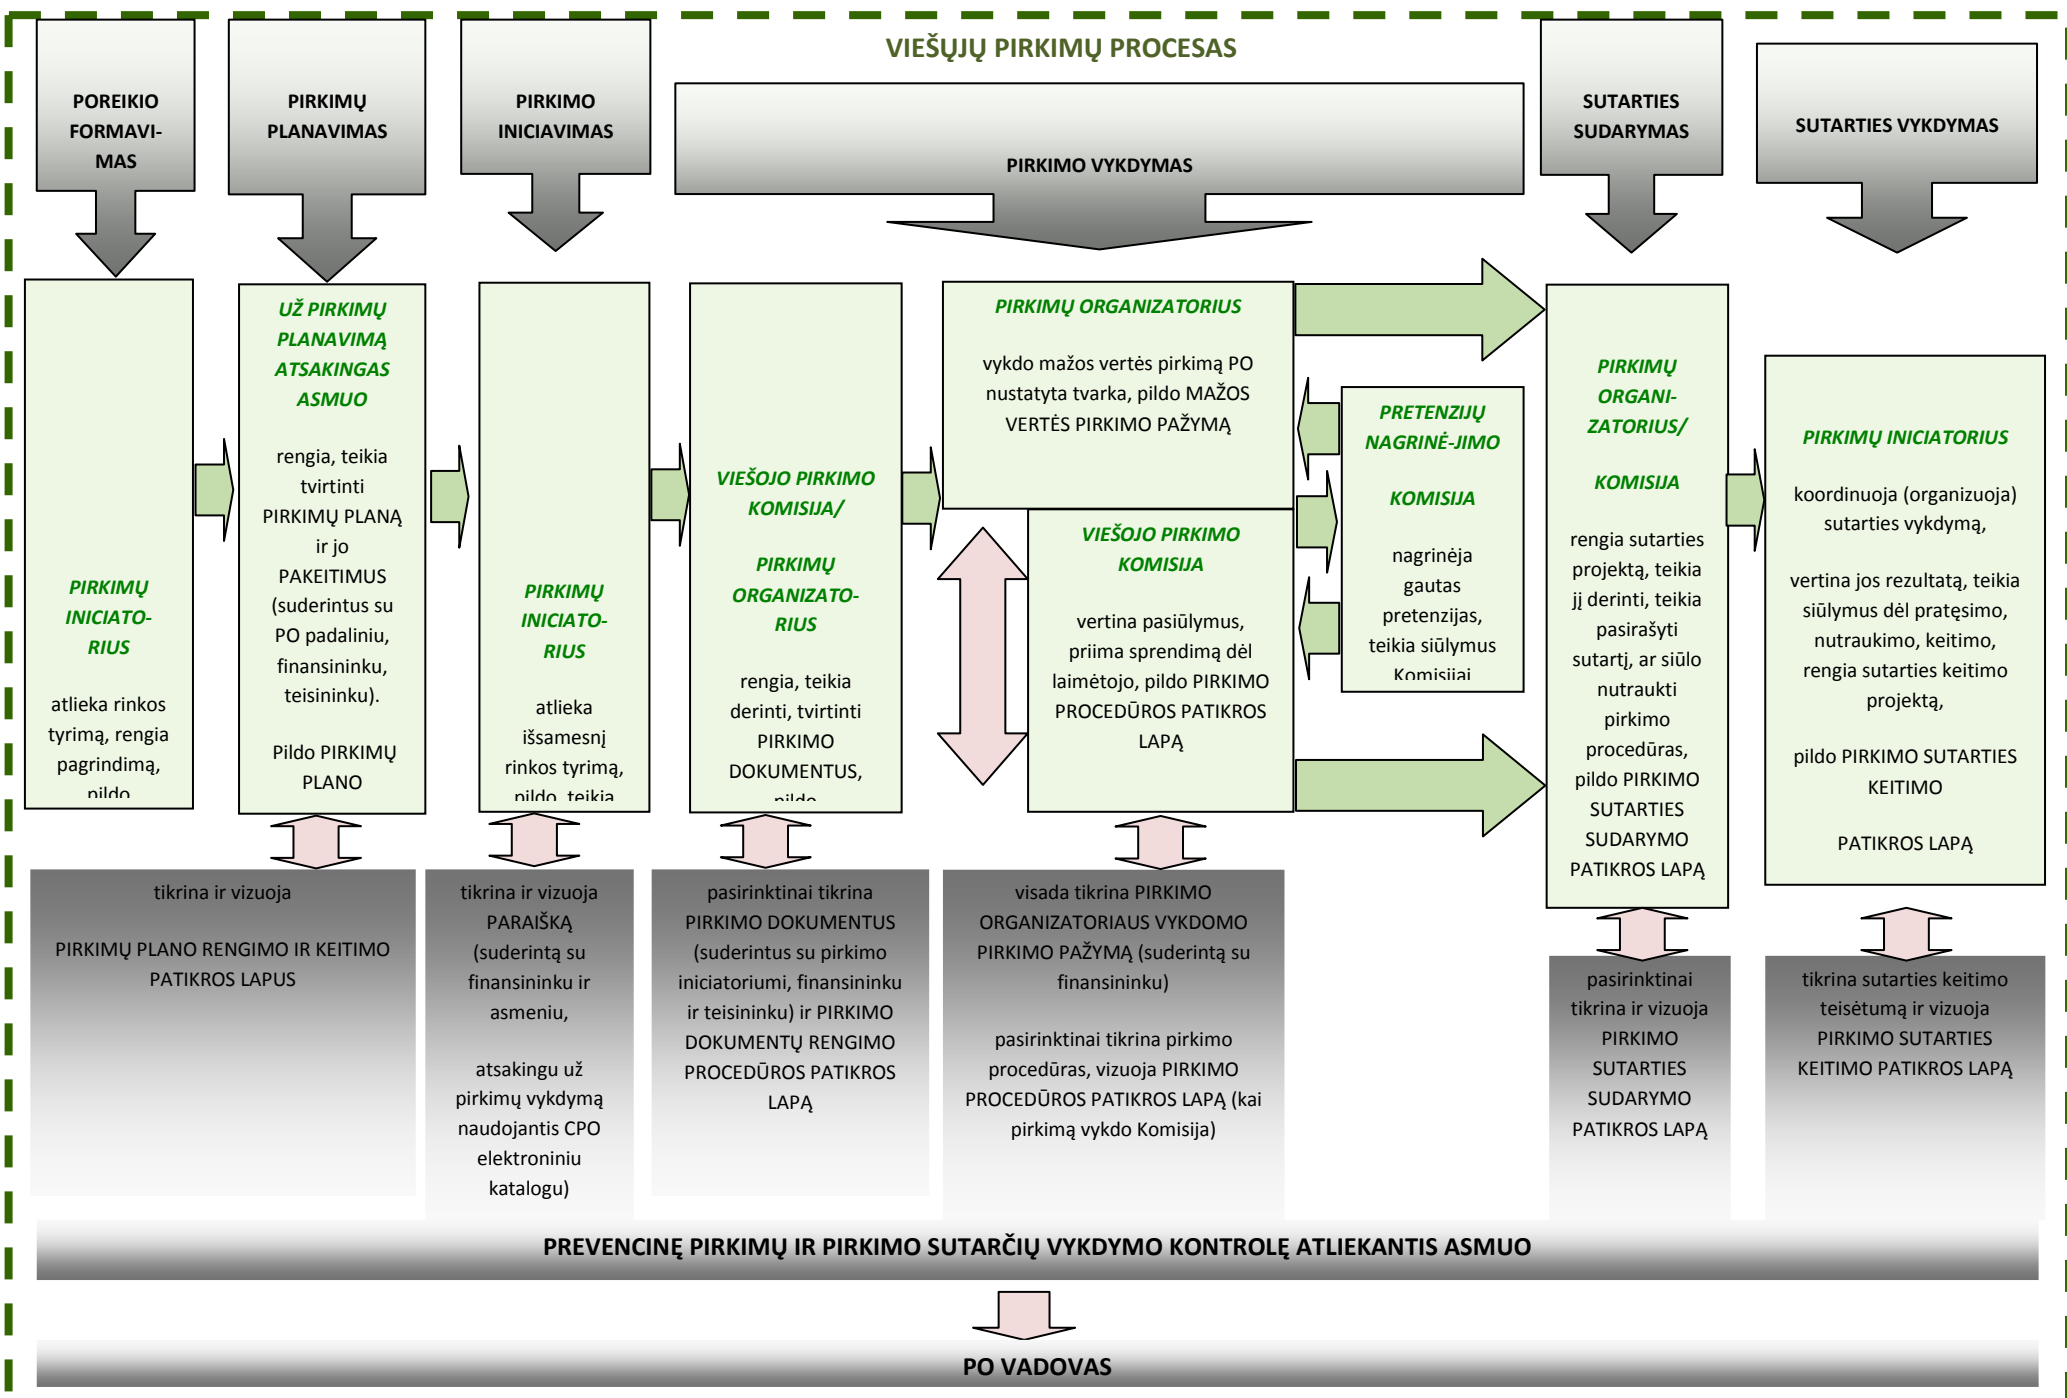 VIEŠŲJŲ PIRKIMŲ PROCESAS
POREIKIO
FORMAVI-
MAS
PIRKIMŲ
PLANAVIMAS
PIRKIMO
INICIAVIMAS
PIRKIMO VYKDYMAS
SUTARTIES
SUDARYMAS
SUTARTIES VYKDYMAS
PIRKIMŲ
INICIATO-
RIUS
atlieka rinkos
tyrimą, rengia
pagrindimą,
pildo
UŽ PIRKIMŲ
PLANAVIMĄ
ATSAKINGAS
ASMUO
rengia, teikia
tvirtinti
PIRKIMŲ PLANĄ
ir jo
PAKEITIMUS
(suderintus su
PO padaliniu,
finansininku,
teisininku).
Pildo PIRKIMŲ
PLANO
PIRKIMŲ
INICIATO-
RIUS
atlieka
išsamesnį
rinkos tyrimą,
pildo, teikia
VIEŠOJO PIRKIMO
KOMISIJA/
PIRKIMŲ
ORGANIZATO-
RIUS
rengia, teikia
derinti, tvirtinti
PIRKIMO
DOKUMENTUS,
pildo
PIRKIMŲ ORGANIZATORIUS
vykdo mažos vertės pirkimą PO
nustatyta tvarka, pildo MAŽOS
VERTĖS PIRKIMO PAŽYMĄ
VIEŠOJO PIRKIMO
KOMISIJA
vertina pasiūlymus,
priima sprendimą dėl
laimėtojo, pildo PIRKIMO
PROCEDŪROS PATIKROS
LAPĄ
PRETENZIJŲ
NAGRINĖ-JIMO
KOMISIJA
nagrinėja
gautas
pretenzijas,
teikia siūlymus
Komisijai
PIRKIMŲ
ORGANI-
ZATORIUS/
KOMISIJA
rengia sutarties
projektą, teikia
jį derinti, teikia
pasirašyti
sutartį, ar siūlo
nutraukti
pirkimo
procedūras,
pildo PIRKIMO
SUTARTIES
SUDARYMO
PATIKROS LAPĄ
PIRKIMŲ INICIATORIUS
koordinuoja (organizuoja)
sutarties vykdymą,
vertina jos rezultatą, teikia
siūlymus dėl pratęsimo,
nutraukimo, keitimo,
rengia sutarties keitimo
projektą,
pildo PIRKIMO SUTARTIES
KEITIMO
PATIKROS LAPĄ
tikrina ir vizuoja
PIRKIMŲ PLANO RENGIMO IR KEITIMO
PATIKROS LAPUS
tikrina ir vizuoja
PARAIŠKĄ
(suderintą su
finansininku ir
asmeniu,
atsakingu už
pirkimų vykdymą
naudojantis CPO
elektroniniu
katalogu)
pasirinktinai tikrina
PIRKIMO DOKUMENTUS
(suderintus su pirkimo
iniciatoriumi, finansininku
ir teisininku) ir PIRKIMO
DOKUMENTŲ RENGIMO
PROCEDŪROS PATIKROS
LAPĄ
visada tikrina PIRKIMO
ORGANIZATORIAUS VYKDOMO
PIRKIMO PAŽYMĄ (suderintą su
finansininku)
pasirinktinai tikrina pirkimo
procedūras, vizuoja PIRKIMO
PROCEDŪROS PATIKROS LAPĄ (kai
pirkimą vykdo Komisija)
pasirinktinai
tikrina ir vizuoja
PIRKIMO
SUTARTIES
SUDARYMO
PATIKROS LAPĄ
tikrina sutarties keitimo
teisėtumą ir vizuoja
PIRKIMO SUTARTIES
KEITIMO PATIKROS LAPĄ
PREVENCINĘ PIRKIMŲ IR PIRKIMO SUTARČIŲ VYKDYMO KONTROLĘ ATLIEKANTIS ASMUO
PO VADOVAS